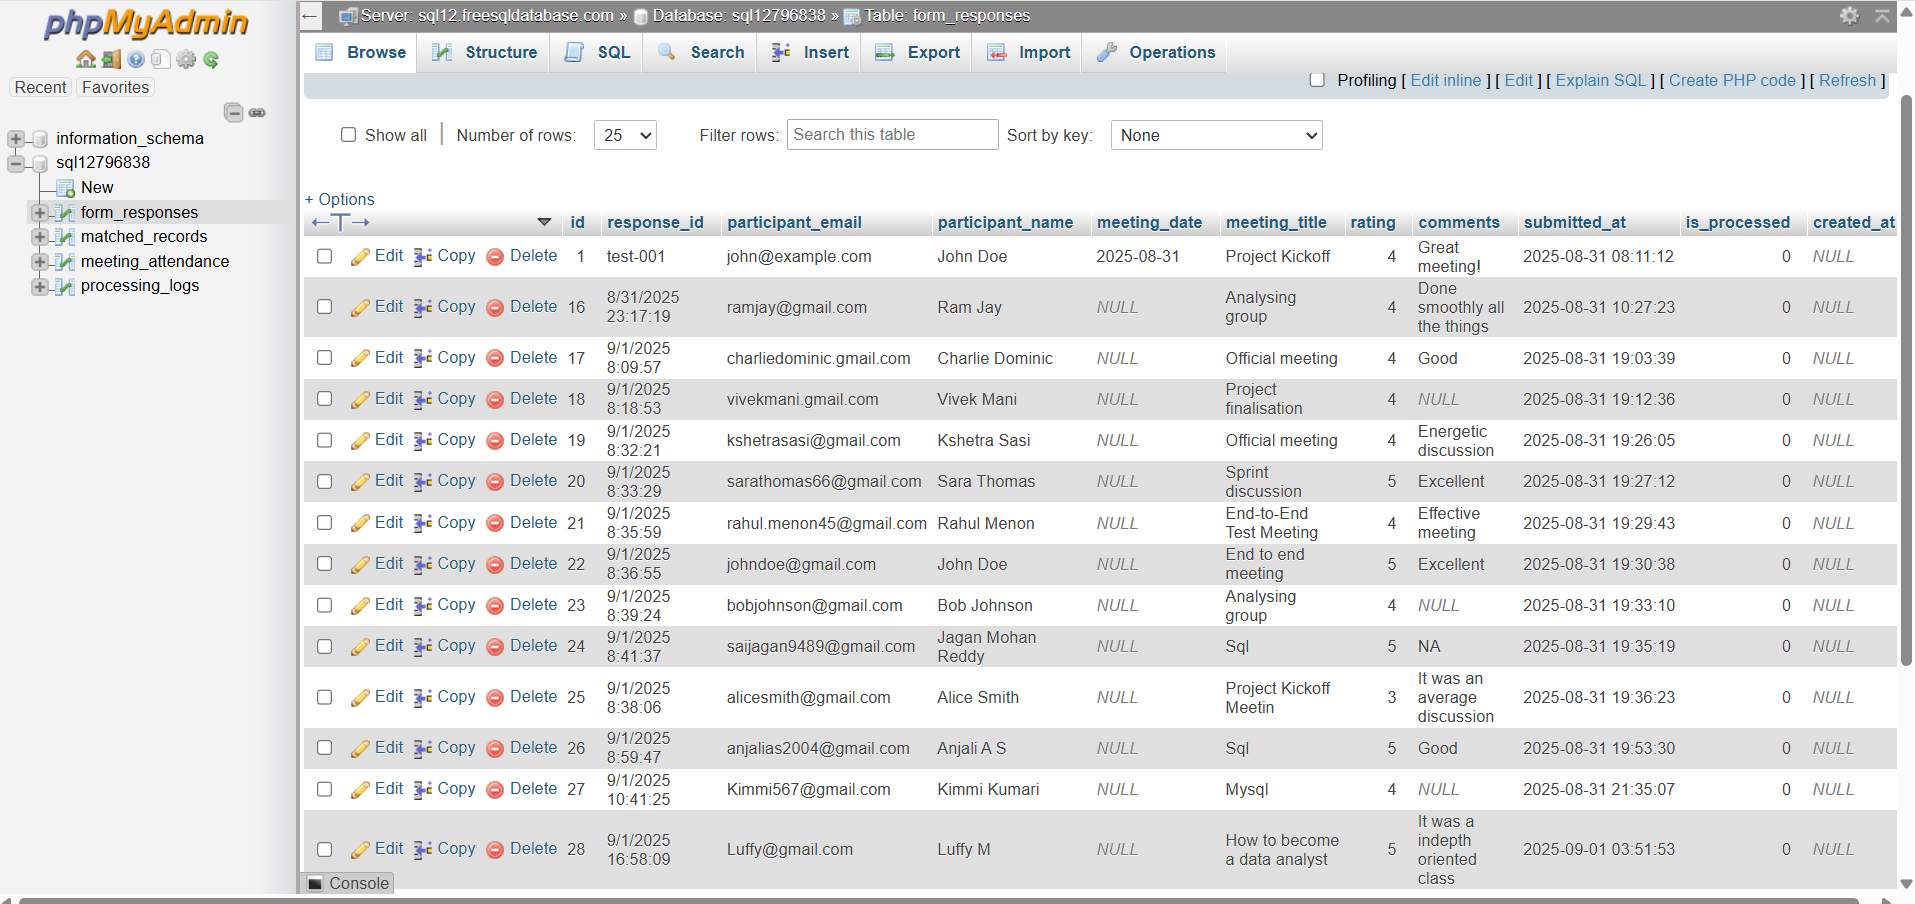 phpMyAdmin
Recent Favorites
information_schema
sql12796838
New
form_responses
matched_records
meeting_attendance
processing_logs
Server: sql12.freesqldatabase.com » Database: sql12796838 » Table: form_responses
Browse Structure SQL Search Insert Export Import Operations
Profiling [ Edit inline ] [ Edit ] [ Explain SQL ] [ Create PHP code ] [ Refresh ]
Show all | Number of rows: 25 Filter rows: Search this table Sort by key: None
+ Options
←T→ id response_id participant_email participant_name meeting_date meeting_title rating comments submitted_at is_processed created_at
Edit Copy Delete 1 test-001 john@example.com John Doe 2025-08-31 Project Kickoff 4 Great meeting! 2025-08-31 08:11:12 0 NULL
Edit Copy Delete 16 8/31/2025 23:17:19 ramjay@gmail.com Ram Jay NULL Analysing group 4 Done smoothly all the things 2025-08-31 10:27:23 0 NULL
Edit Copy Delete 17 9/1/2025 8:09:57 charliedominic.gmail.com Charlie Dominic NULL Official meeting 4 Good 2025-08-31 19:03:39 0 NULL
Edit Copy Delete 18 9/1/2025 8:18:53 vivekmani.gmail.com Vivek Mani NULL Project finalisation 4 NULL 2025-08-31 19:12:36 0 NULL
Edit Copy Delete 19 9/1/2025 8:32:21 kshetrasasi@gmail.com Kshetra Sasi NULL Official meeting 4 Energetic discussion 2025-08-31 19:26:05 0 NULL
Edit Copy Delete 20 9/1/2025 8:33:29 sarathomas66@gmail.com Sara Thomas NULL Sprint discussion 5 Excellent 2025-08-31 19:27:12 0 NULL
Edit Copy Delete 21 9/1/2025 8:35:59 rahul.menon45@gmail.com Rahul Menon NULL End-to-End Test Meeting 4 Effective meeting 2025-08-31 19:29:43 0 NULL
Edit Copy Delete 22 9/1/2025 8:36:55 johndoe@gmail.com John Doe NULL End to end meeting 5 Excellent 2025-08-31 19:30:38 0 NULL
Edit Copy Delete 23 9/1/2025 8:39:24 bobjohnson@gmail.com Bob Johnson NULL Analysing group 4 NULL 2025-08-31 19:33:10 0 NULL
Edit Copy Delete 24 9/1/2025 8:41:37 saijagan9489@gmail.com Jagan Mohan Reddy NULL Sql 5 NA 2025-08-31 19:35:19 0 NULL
Edit Copy Delete 25 9/1/2025 8:38:06 alicesmith@gmail.com Alice Smith NULL Project Kickoff Meetin 3 It was an average discussion 2025-08-31 19:36:23 0 NULL
Edit Copy Delete 26 9/1/2025 8:59:47 anjalias2004@gmail.com Anjali A S NULL Sql 5 Good 2025-08-31 19:53:30 0 NULL
Edit Copy Delete 27 9/1/2025 10:41:25 Kimmi567@gmail.com Kimmi Kumari NULL Mysql 4 NULL 2025-08-31 21:35:07 0 NULL
Edit Copy Delete 28 9/1/2025 16:58:09 Luffy@gmail.com Luffy M NULL How to become a data analyst 5 It was a indepth oriented class 2025-09-01 03:51:53 0 NULL
Console